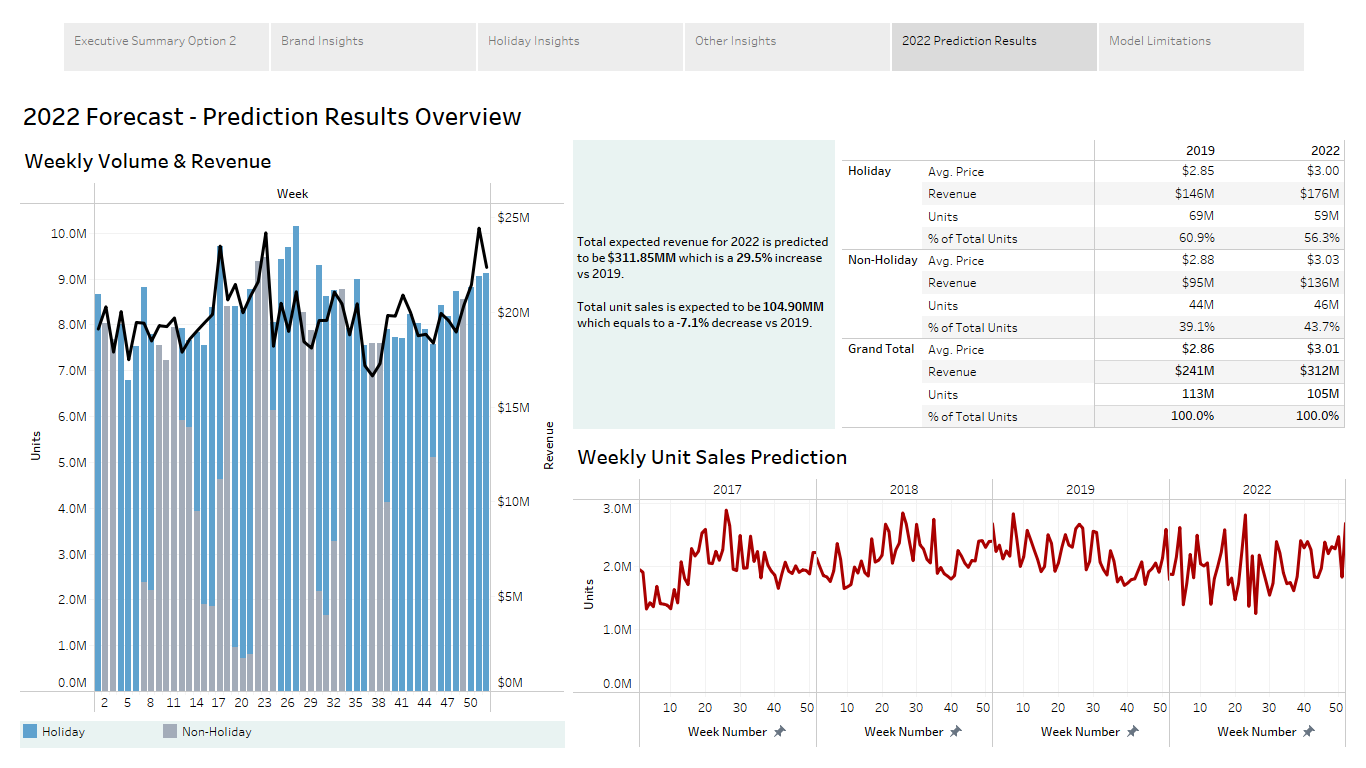 Executive Summary Option 2 Brand Insights Holiday Insights Other Insights 2022 Prediction Results Model Limitations
2022 Forecast - Prediction Results Overview
Weekly Volume & Revenue
Week
10.0M
9.0M
8.0M
7.0M
6.0M
5.0M
4.0M
3.0M
2.0M
1.0M
0.0M
Units
$25M
$20M
$15M
$10M
$5M
$0M
Revenue
2 5 8 11 14 17 20 23 26 29 32 35 38 41 44 47 50
Holiday Non-Holiday
Total expected revenue for 2022 is predicted
to be $311.85MM which is a 29.5% increase
vs 2019.
Total unit sales is expected to be 104.90MM
which equals to a -7.1% decrease vs 2019.
2019 2022
Holiday Avg. Price $2.85 $3.00
Revenue $146M $176M
Units 69M 59M
% of Total Units 60.9% 56.3%
Non-Holiday Avg. Price $2.88 $3.03
Revenue $95M $136M
Units 44M 46M
% of Total Units 39.1% 43.7%
Grand Total Avg. Price $2.86 $3.01
Revenue $241M $312M
Units 113M 105M
% of Total Units 100.0% 100.0%
Weekly Unit Sales Prediction
2017 2018 2019 2022
3.0M
2.0M
1.0M
0.0M
Units
10 20 30 40 50 10 20 30 40 50 10 20 30 40 50 10 20 30 40 50
Week Number Week Number Week Number Week Number